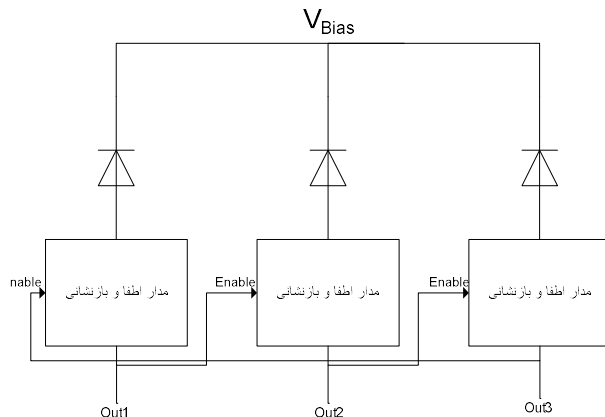 VBias
nable
مدار اطفا و بازنشانی
Enable
مدار اطفا و بازنشانی
Enable
مدار اطفا و بازنشانی
Out1
Out2
Out3